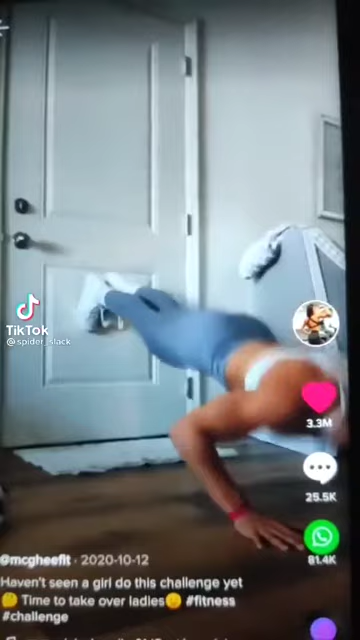 TikTok
@.spider_slack
3.3M
25.5K
81.4K
@mcgheefit · 2020-10-12
Haven't seen a girl do this challenge yet
🤔 Time to take over ladies🤔 #fitness
#challenge